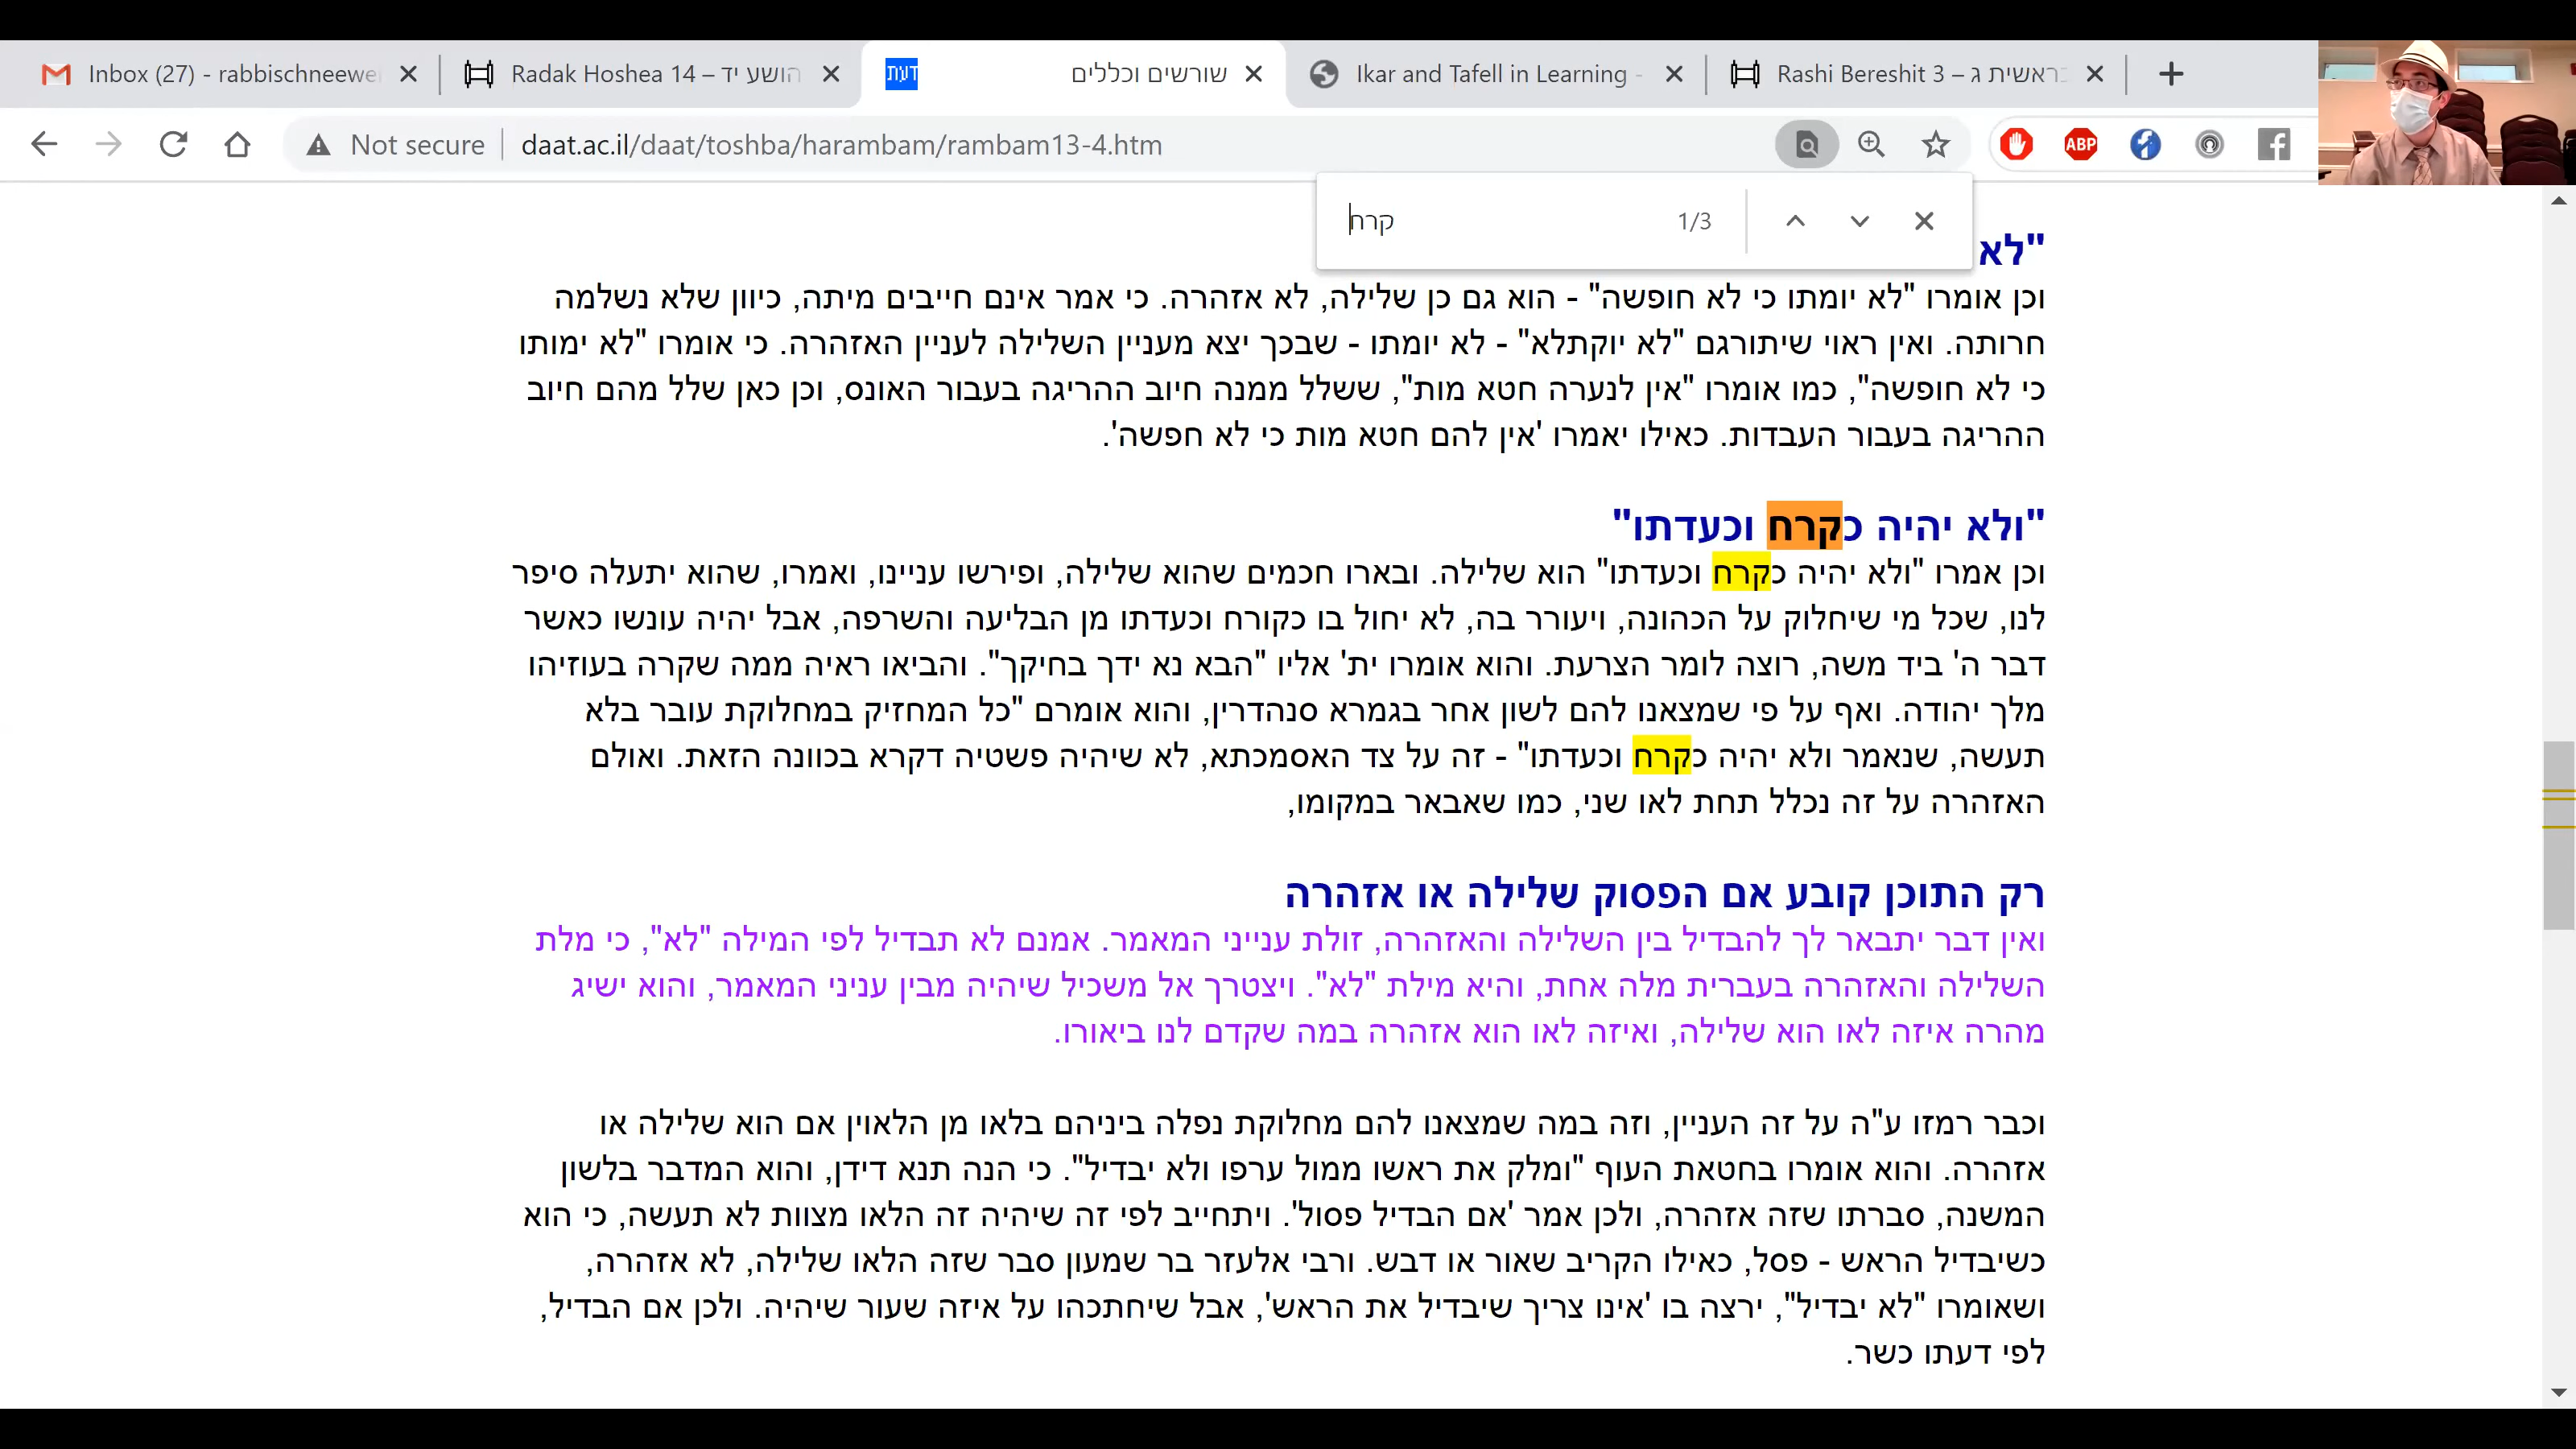 Inbox (27) - rabbischneewe
Radak Hoshea 14 – הושע יד
דעת
שורשים וכללים
Ikar and Tafell in Learning -
Rashi Bereshit 3 – בראשית ג
Not secure
daat.ac.il/daat/toshba/harambam/rambam13-4.htm
ABP
קרח
1/3
"לא
וכן אומרו "לא יומתו כי לא חופשה" - הוא גם כן שלילה, לא אזהרה. כי אמר אינם חייבים מיתה, כיוון שלא נשלמה
חרותה. ואין ראוי שיתורגם "לא יוקתלא" - לא יומתו - שבכך יצא מעניין השלילה לעניין האזהרה. כי אומרו "לא ימותו
כי לא חופשה", כמו אומרו "אין לנערה חטא מות", ששלל ממנה חיוב ההריגה בעבור האונס, וכן כאן שלל מהם חיוב
ההריגה בעבור העבדות. כאילו יאמרו 'אין להם חטא מות כי לא חפשה'.
"ולא יהיה כקרח וכעדתו"
וכן אמרו "ולא יהיה כקרח וכעדתו" הוא שלילה. ובארו חכמים שהוא שלילה, ופירשו עניינו, ואמרו, שהוא יתעלה סיפר
לנו, שכל מי שיחלוק על הכהונה, ויעורר בה, לא יחול בו כקורח וכעדתו מן הבליעה והשרפה, אבל יהיה עונשו כאשר
דבר ה' ביד משה, רוצה לומר הצרעת. והוא אומרו ית' אליו "הבא נא ידך בחיקך". והביאו ראיה ממה שקרה בעוזיהו
מלך יהודה. ואף על פי שמצאנו להם לשון אחר בגמרא סנהדרין, והוא אומרם "כל המחזיק במחלוקת עובר בלא
תעשה, שנאמר ולא יהיה כקרח וכעדתו" - זה על צד האסמכתא, לא שיהיה פשטיה דקרא בכוונה הזאת. ואולם
האזהרה על זה נכלל תחת לאו שני, כמו שאבאר במקומו,
רק התוכן קובע אם הפסוק שלילה או אזהרה
ואין דבר יתבאר לך להבדיל בין השלילה והאזהרה, זולת ענייני המאמר. אמנם לא תבדיל לפי המילה "לא", כי מלת
השלילה והאזהרה בעברית מלה אחת, והיא מילת "לא". ויצטרך אל משכיל שיהיה מבין עניני המאמר, והוא ישיג
מהרה איזה לאו הוא שלילה, ואיזה לאו הוא אזהרה במה שקדם לנו ביאורו.
וכבר רמזו ע"ה על זה העניין, וזה במה שמצאנו להם מחלוקת נפלה ביניהם בלאו מן הלאוין אם הוא שלילה או
אזהרה. והוא אומרו בחטאת העוף "ומלק את ראשו ממול ערפו ולא יבדיל". כי הנה תנא דידן, והוא המדבר בלשון
המשנה, סברתו שזה אזהרה, ולכן אמר 'אם הבדיל פסול'. ויתחייב לפי זה שיהיה זה הלאו מצוות לא תעשה, כי הוא
כשיבדיל הראש - פסל, כאילו הקריב שאור או דבש. ורבי אלעזר בר שמעון סבר שזה הלאו שלילה, לא אזהרה,
ושאומרו "לא יבדיל", ירצה בו 'אינו צריך שיבדיל את הראש', אבל שיחתכהו על איזה שעור שיהיה. ולכן אם הבדיל,
לפי דעתו כשר.